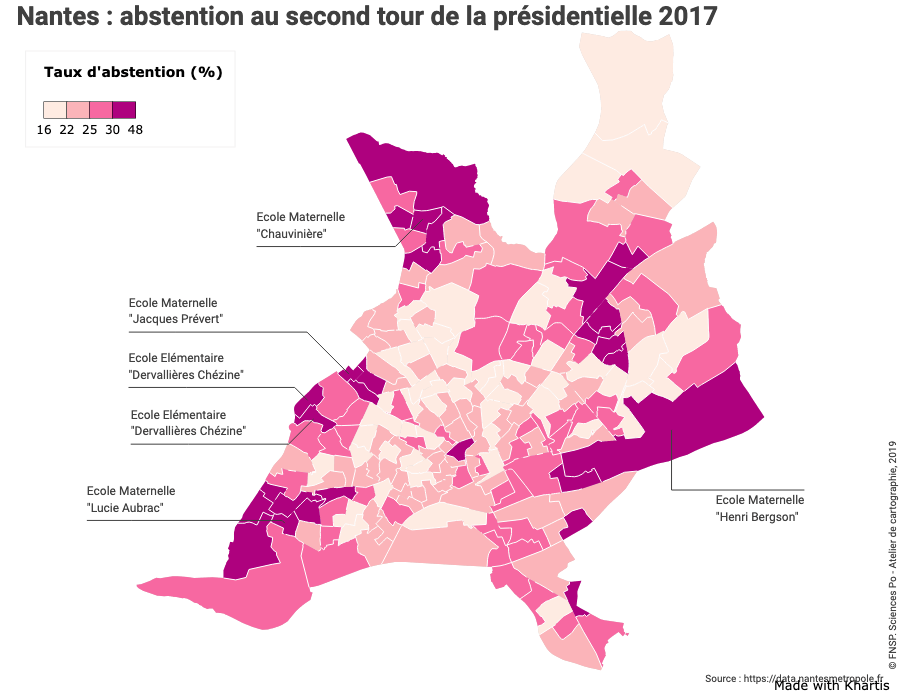 Nantes : abstention au second tour de la présidentielle 2017
Taux d'abstention (%)
16 22 25 30 48
Ecole Maternelle
"Chauvinière"
Ecole Maternelle
"Jacques Prévert"
Ecole Elémentaire
"Dervallières Chézine"
Ecole Elémentaire
"Dervallières Chézine"
Ecole Maternelle
"Lucie Aubrac"
Ecole Maternelle
"Henri Bergson"
© FNSP. Sciences Po - Atelier de cartographie, 2019
Source : https://data.nantesmetropole.fr
Made with Khartis